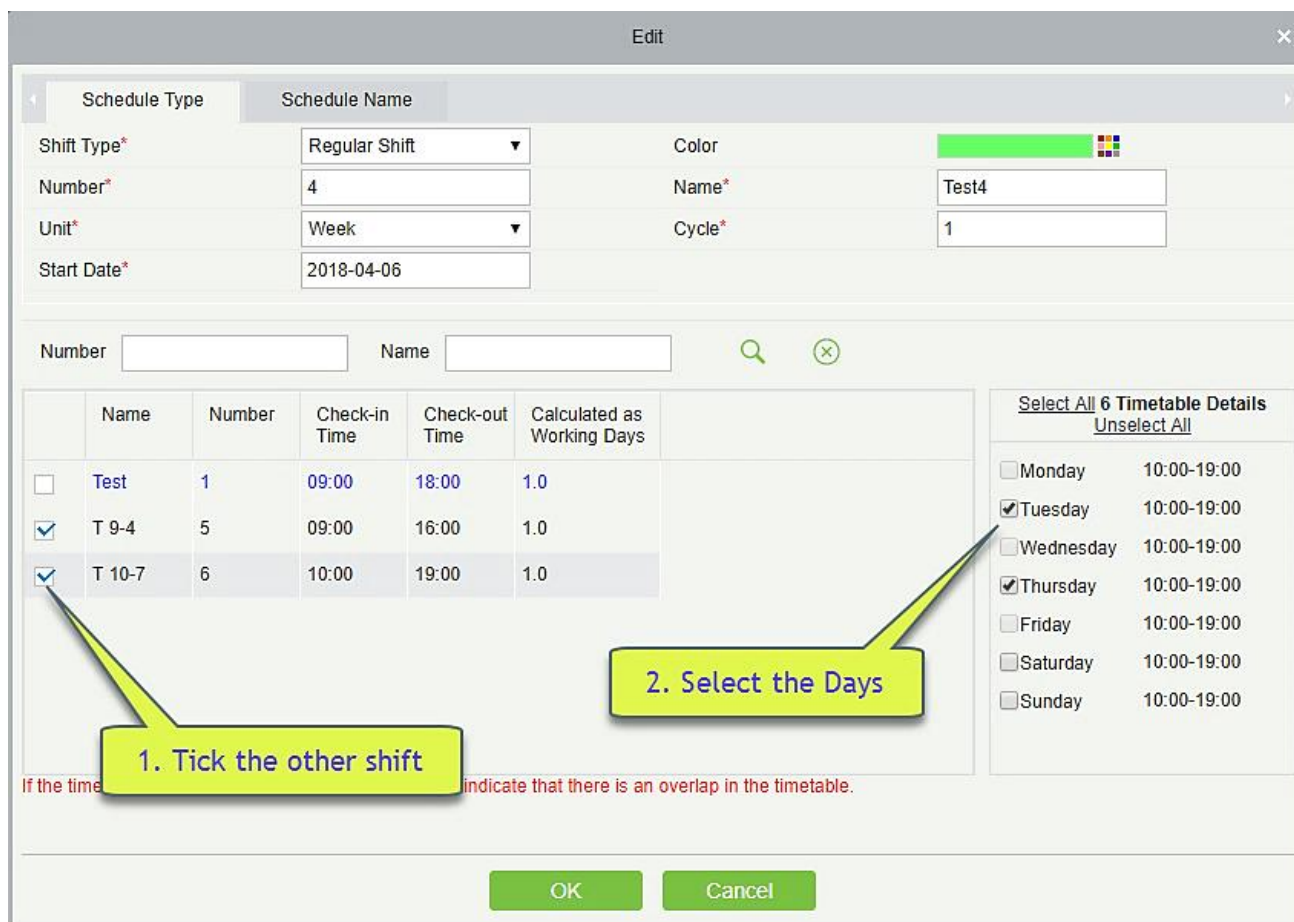 Edit
Schedule Type Schedule Name
Shift Type* Regular Shift Color
Number* 4 Name* Test4
Unit* Week Cycle* 1
Start Date* 2018-04-06
Number Name
Name Number Check-in Time Check-out Time Calculated as Working Days
Test 1 09:00 18:00 1.0
T 9-4 5 09:00 16:00 1.0
T 10-7 6 10:00 19:00 1.0
Select All 6 Timetable Details
Unselect All
Monday 10:00-19:00
Tuesday 10:00-19:00
Wednesday 10:00-19:00
Thursday 10:00-19:00
Friday 10:00-19:00
Saturday 10:00-19:00
Sunday 10:00-19:00
2. Select the Days
1. Tick the other shift
If the time indicate that there is an overlap in the timetable.
OK Cancel